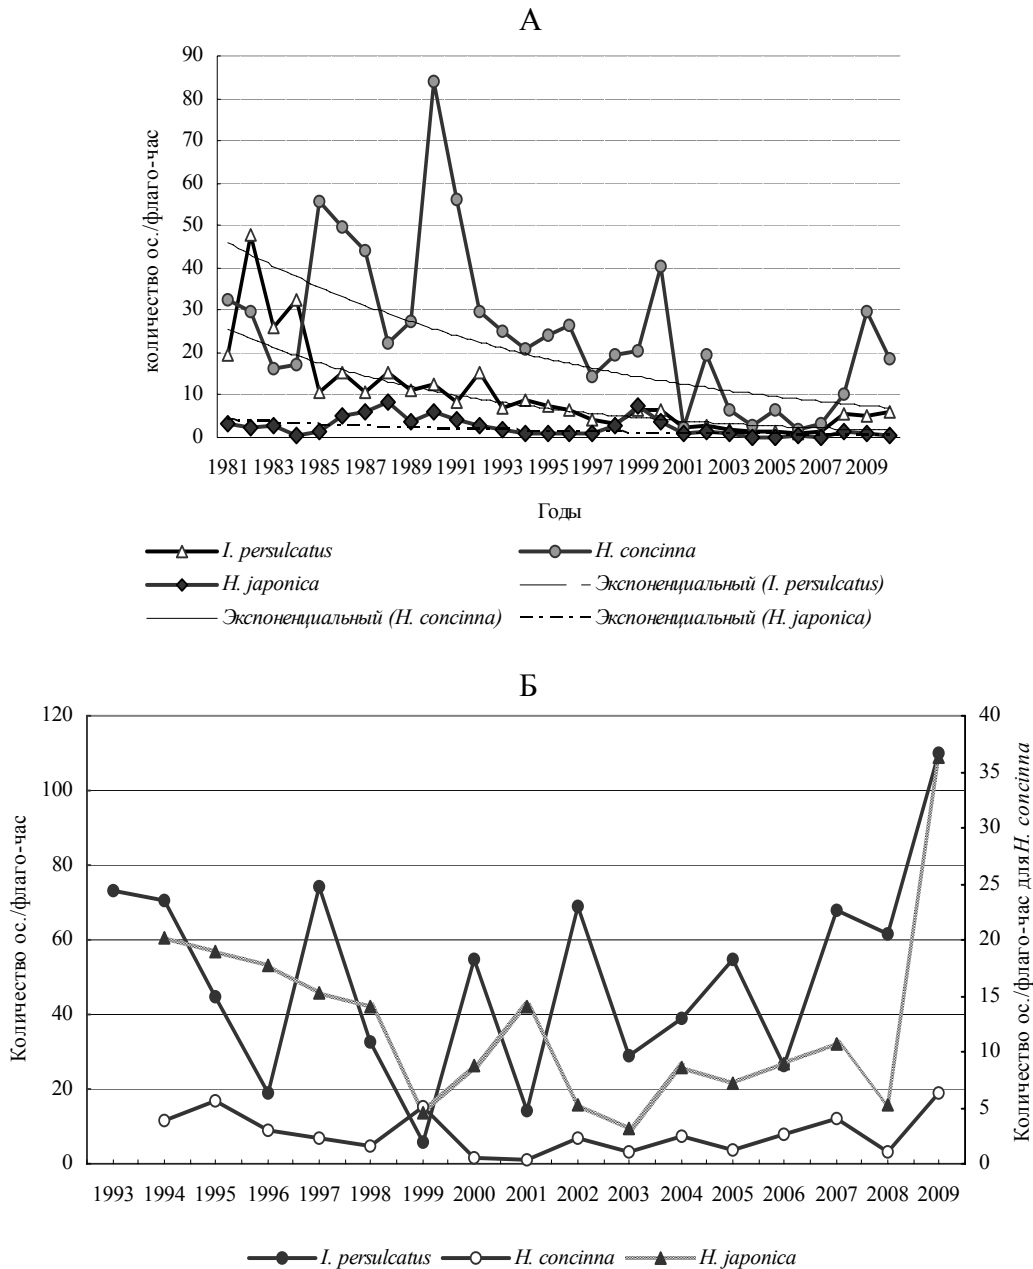 А
90
80
70
60
50
40
30
20
10
0
количество ос./флаго-час
1981 1983 1985 1987 1989 1991 1993 1995 1997 1999 2001 2003 2005 2007 2009
Годы
I. persulcatus
H. concinna
H. japonica
Экспоненциальный (I. persulcatus)
Экспоненциальный (H. concinna)
Экспоненциальный (H. japonica)
Б
120
100
80
60
40
20
0
Количество ос./флаго-час
40
35
30
25
20
15
10
5
0
Количество ос./флаго-час для H. concinna
1993 1994 1995 1996 1997 1998 1999 2000 2001 2002 2003 2004 2005 2006 2007 2008 2009
I. persulcatus H. concinna H. japonica